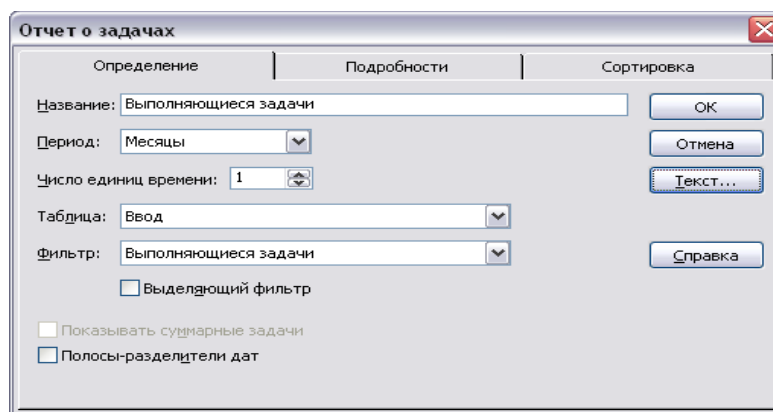 Отчет о задачах
Определение Подробности Сортировка
Название: Выполняющиеся задачи ОК
Период: Месяцы Отмена
Число единиц времени: 1 Текст...
Таблица: Ввод
Фильтр: Выполняющиеся задачи Справка
Выделяющий фильтр
Показывать суммарные задачи
Полосы-разделители дат